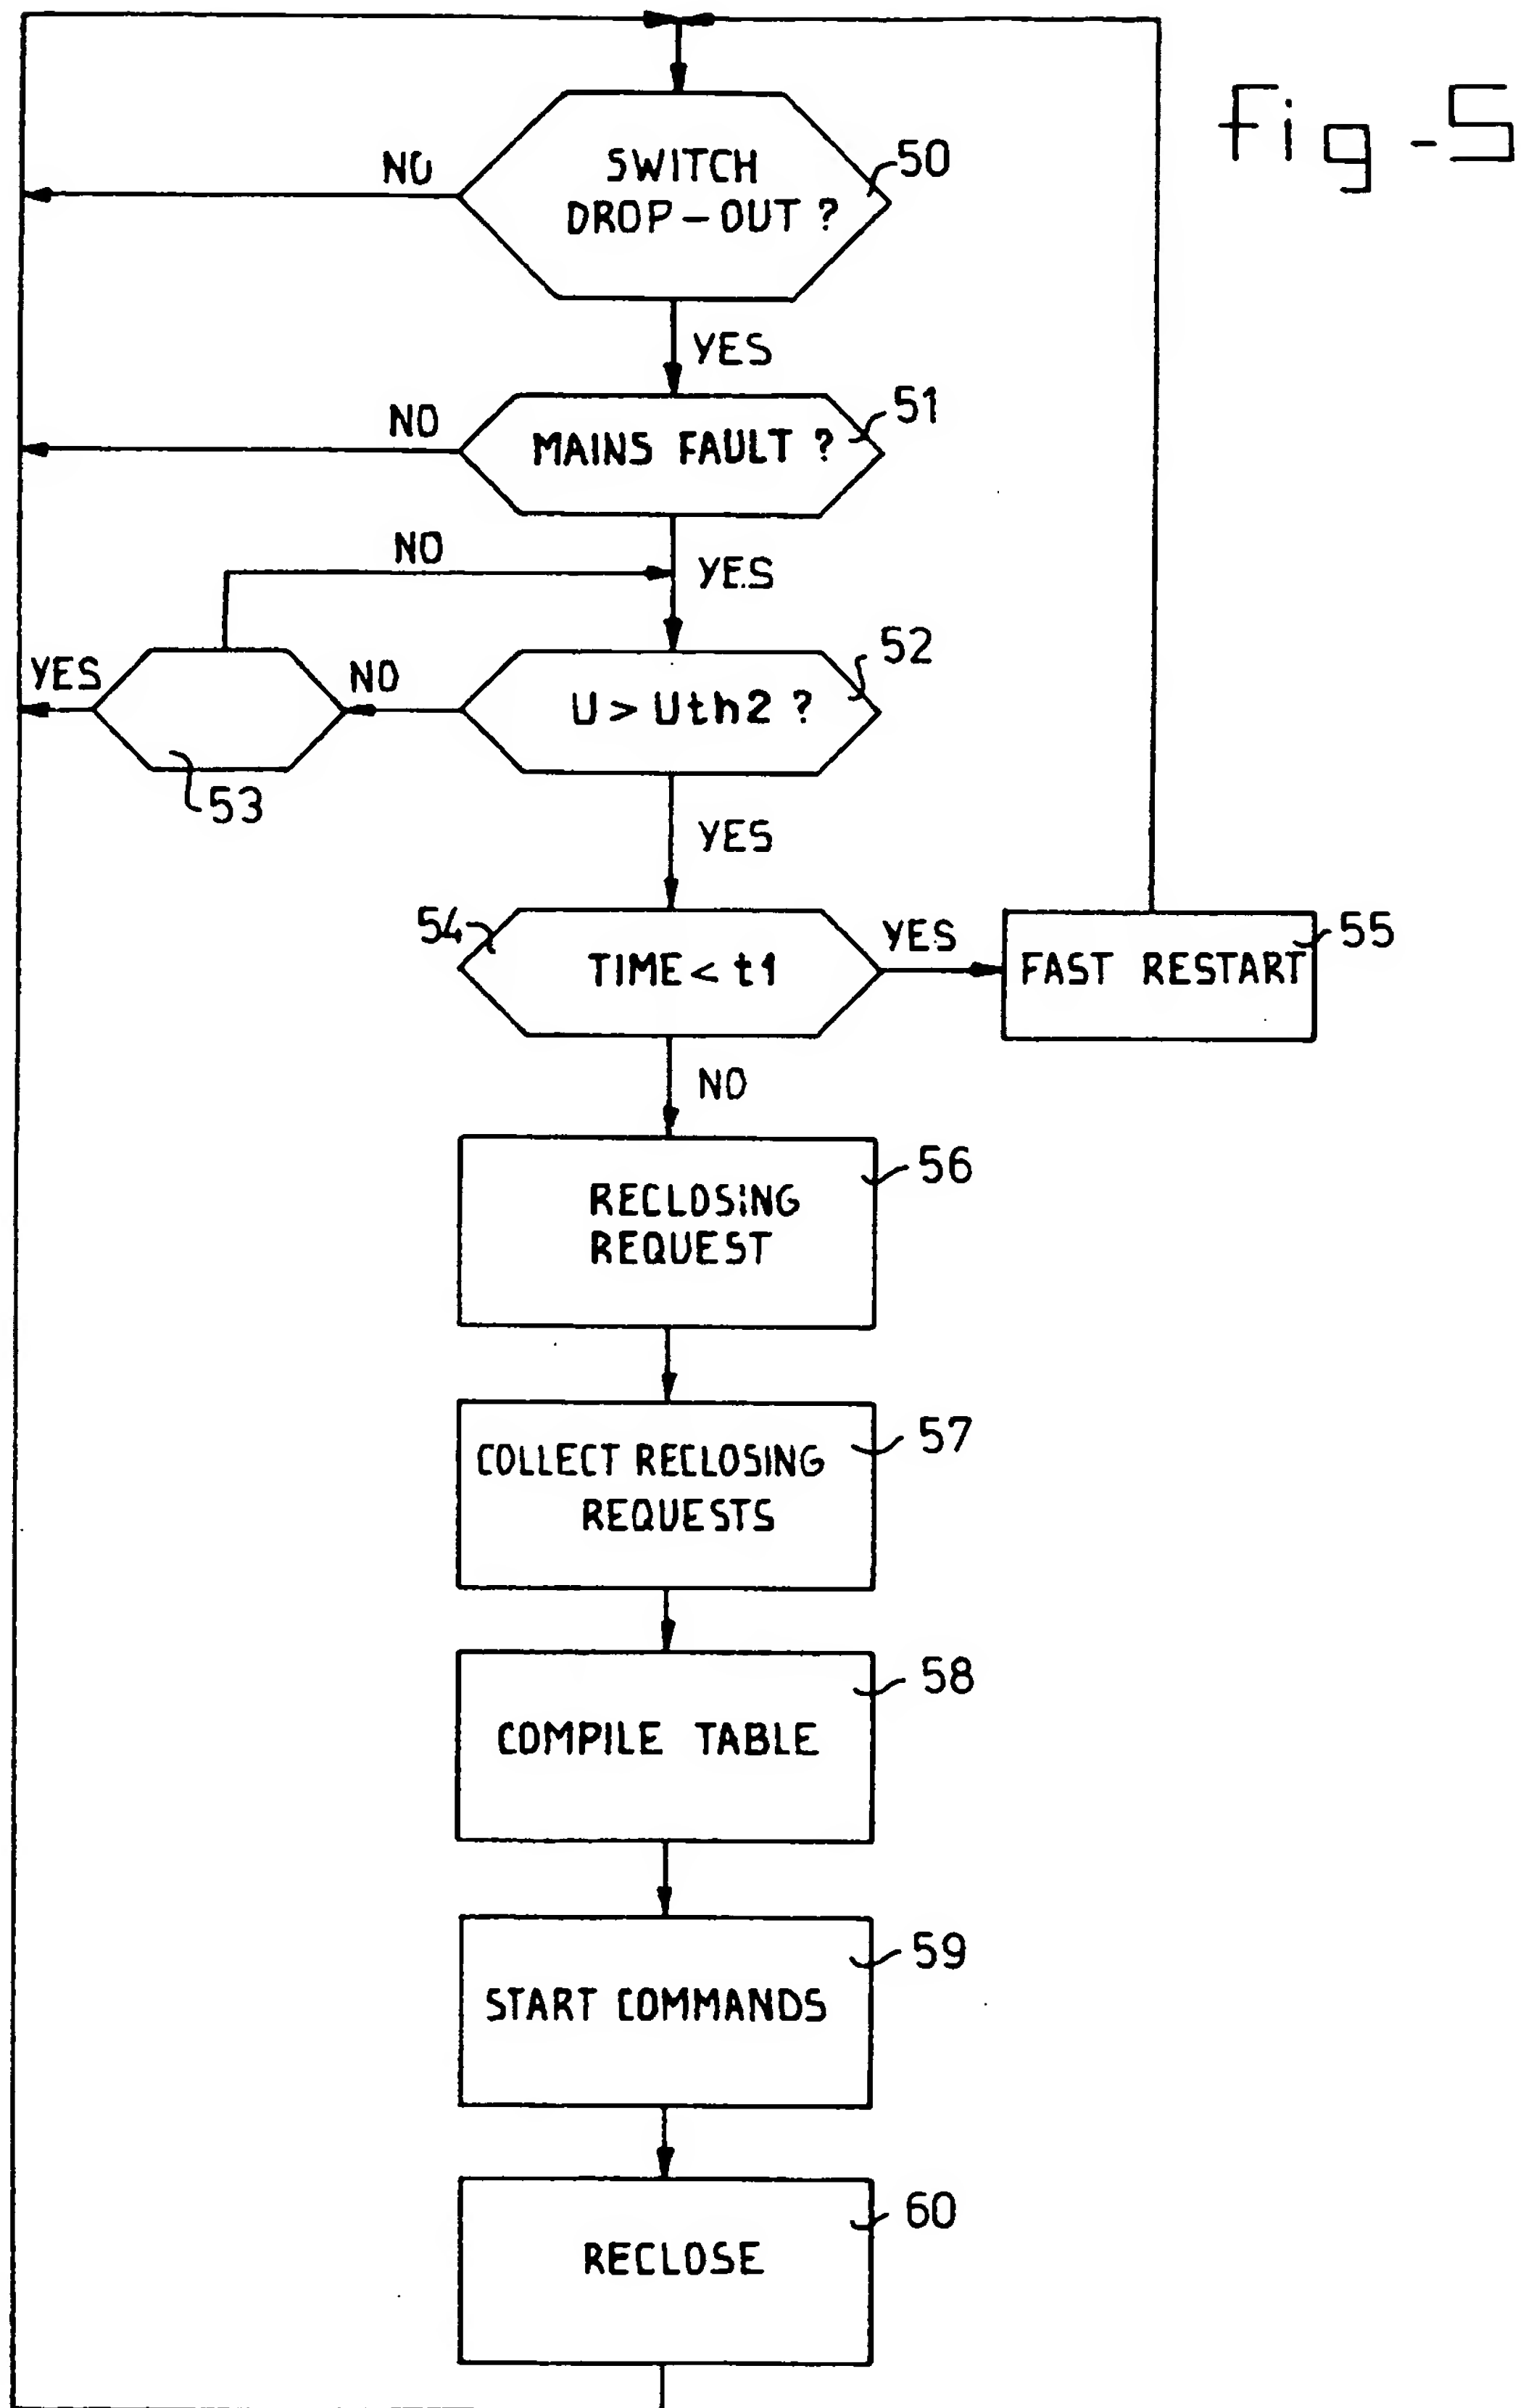 fig-5
SWITCH
DROP-OUT ?
50
NO
YES
MAINS FAULT ?
51
NO
YES
NO
U > Uth2 ?
52
NO
YES
53
YES
TIME < t1
54
YES
FAST RESTART
55
NO
RECLOSING
REQUEST
56
COLLECT RECLOSING
REQUESTS
57
COMPILE TABLE
58
START COMMANDS
59
RECLOSE
60